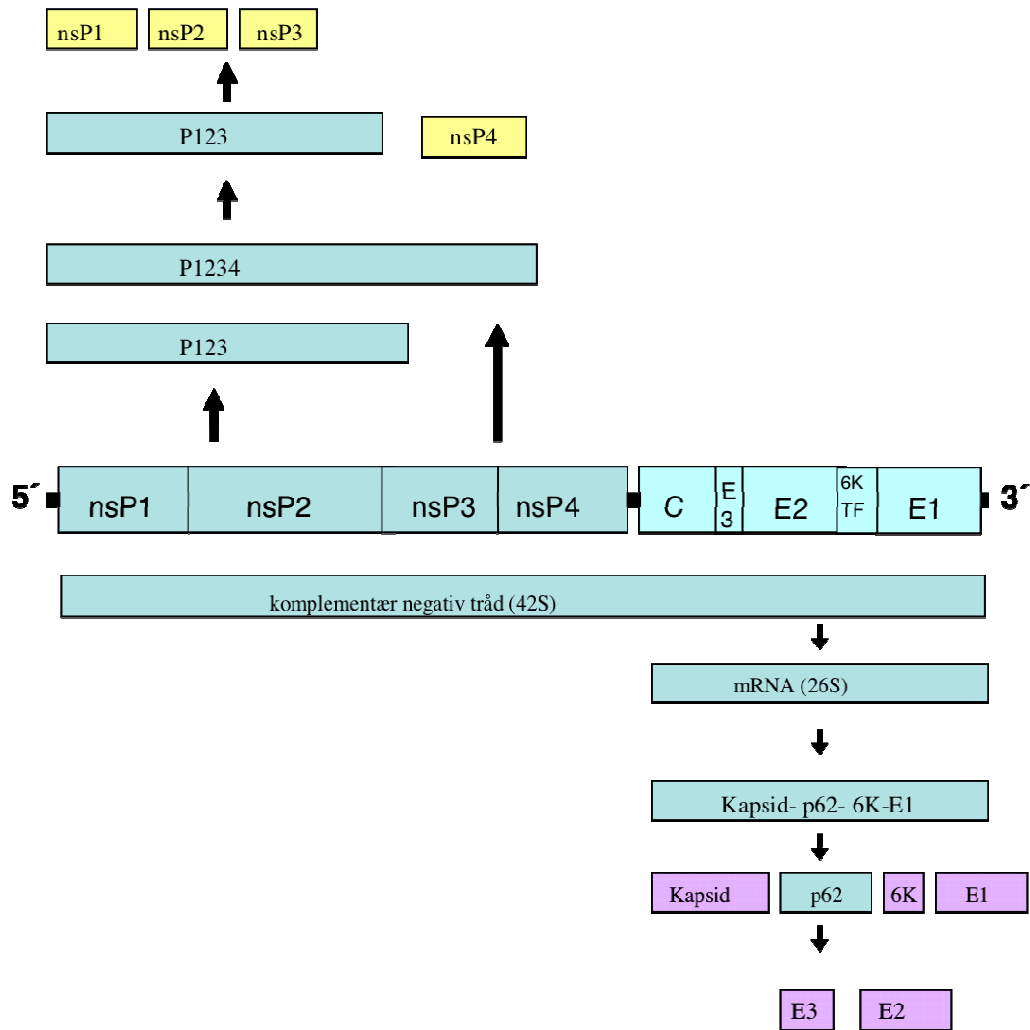 nsP1 nsP2 nsP3
P123 nsP4
P1234
P123
5´ nsP1 nsP2 nsP3 nsP4 C E3 E2 6K TF E1 3´
komplementær negativ tråd (42S)
mRNA (26S)
Kapsid- p62- 6K-E1
Kapsid p62 6K E1
E3 E2